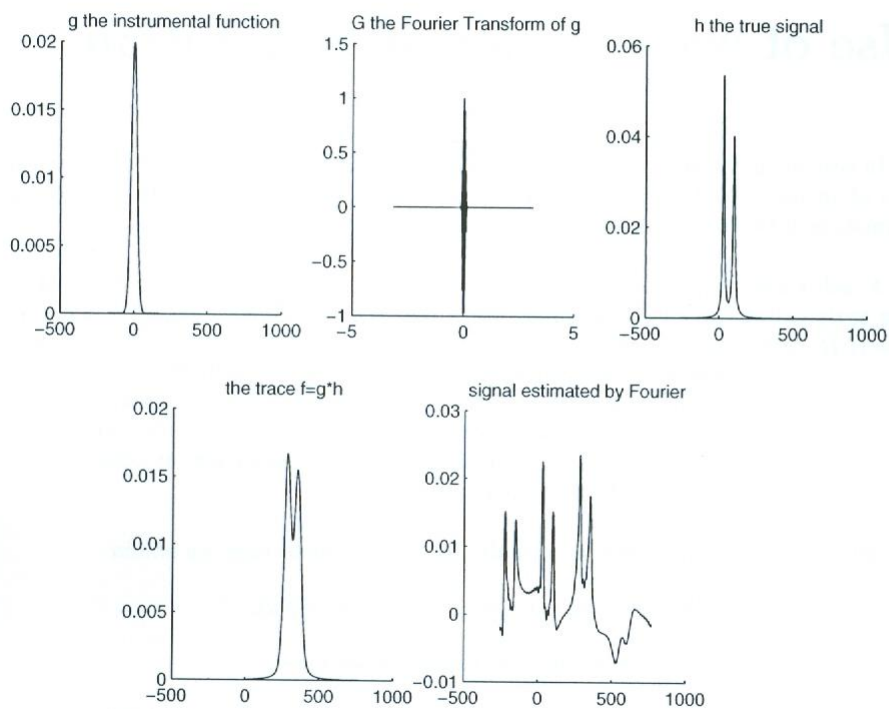 g the instrumental function
0.02
0.015
0.01
0.005
0
−500 0 500 1000
G the Fourier Transform of g
1.5
1
0.5
0
−0.5
−1
−5 0 5
h the true signal
0.06
0.04
0.02
0
−500 0 500 1000
the trace f=g*h
0.02
0.015
0.01
0.005
0
−500 0 500 1000
signal estimated by Fourier
0.03
0.02
0.01
0
−0.01
−500 0 500 1000